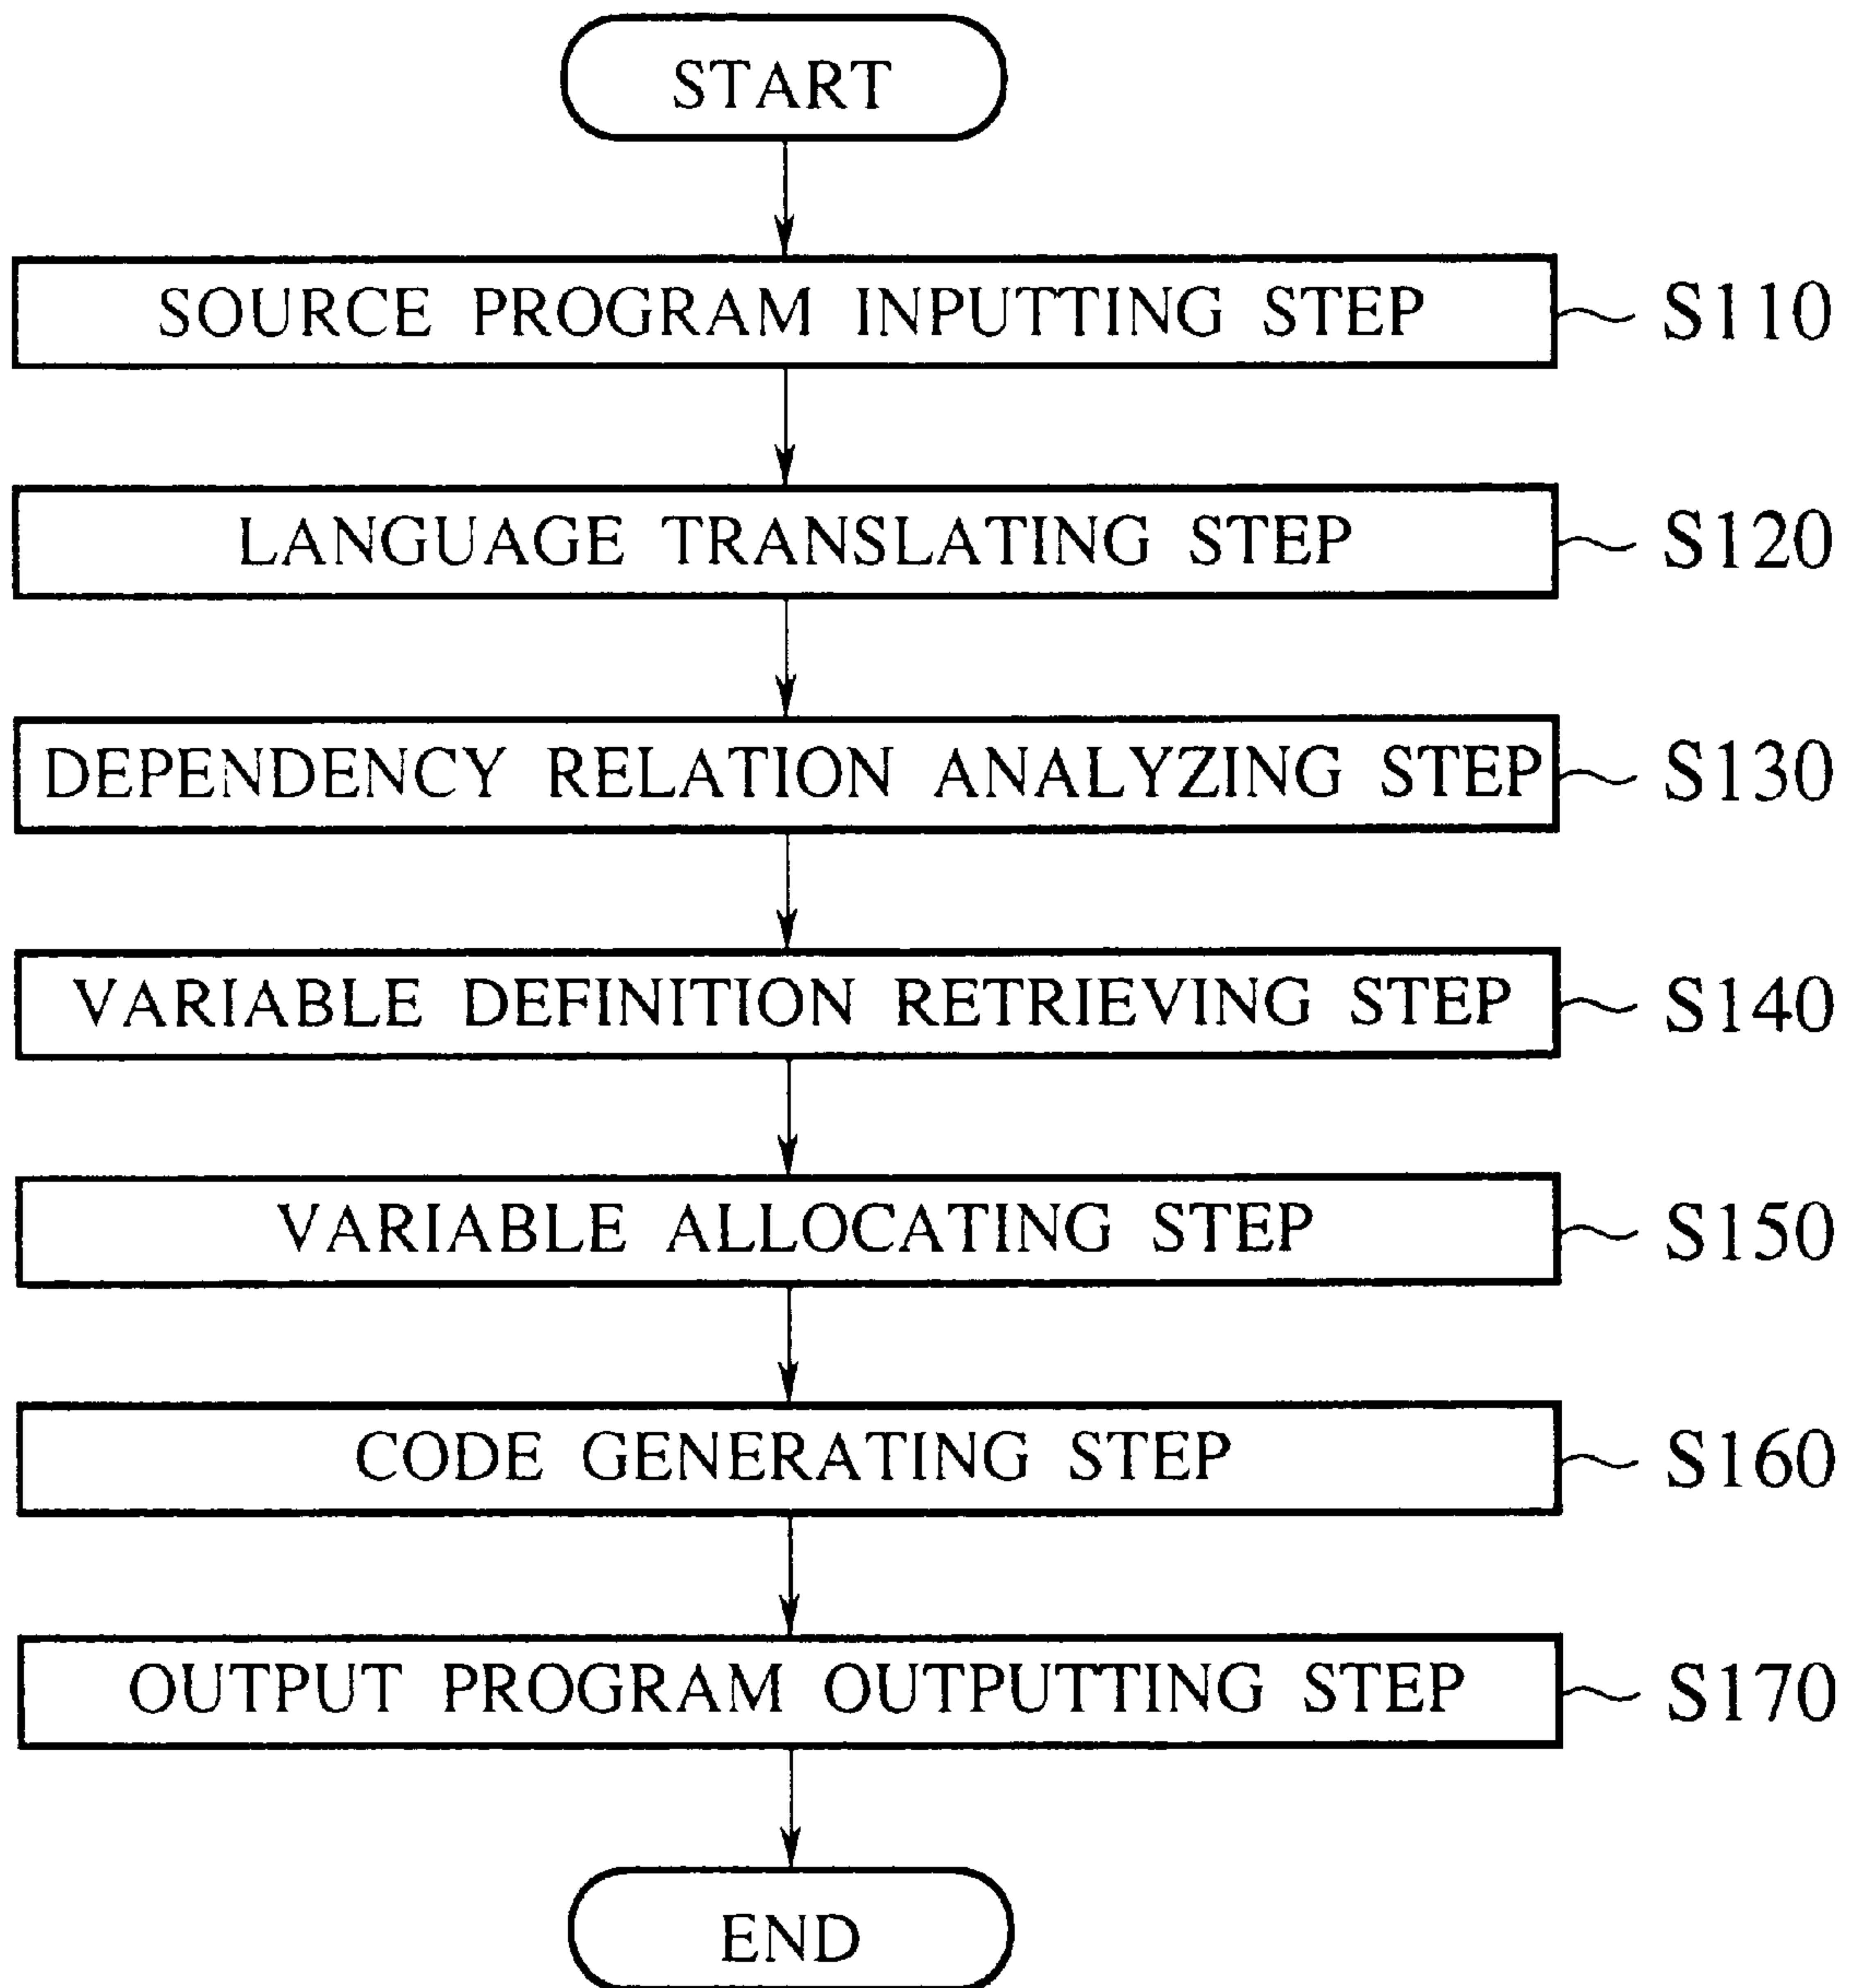 START
SOURCE PROGRAM INPUTTING STEP S110
LANGUAGE TRANSLATING STEP S120
DEPENDENCY RELATION ANALYZING STEP S130
VARIABLE DEFINITION RETRIEVING STEP S140
VARIABLE ALLOCATING STEP S150
CODE GENERATING STEP S160
OUTPUT PROGRAM OUTPUTTING STEP S170
END